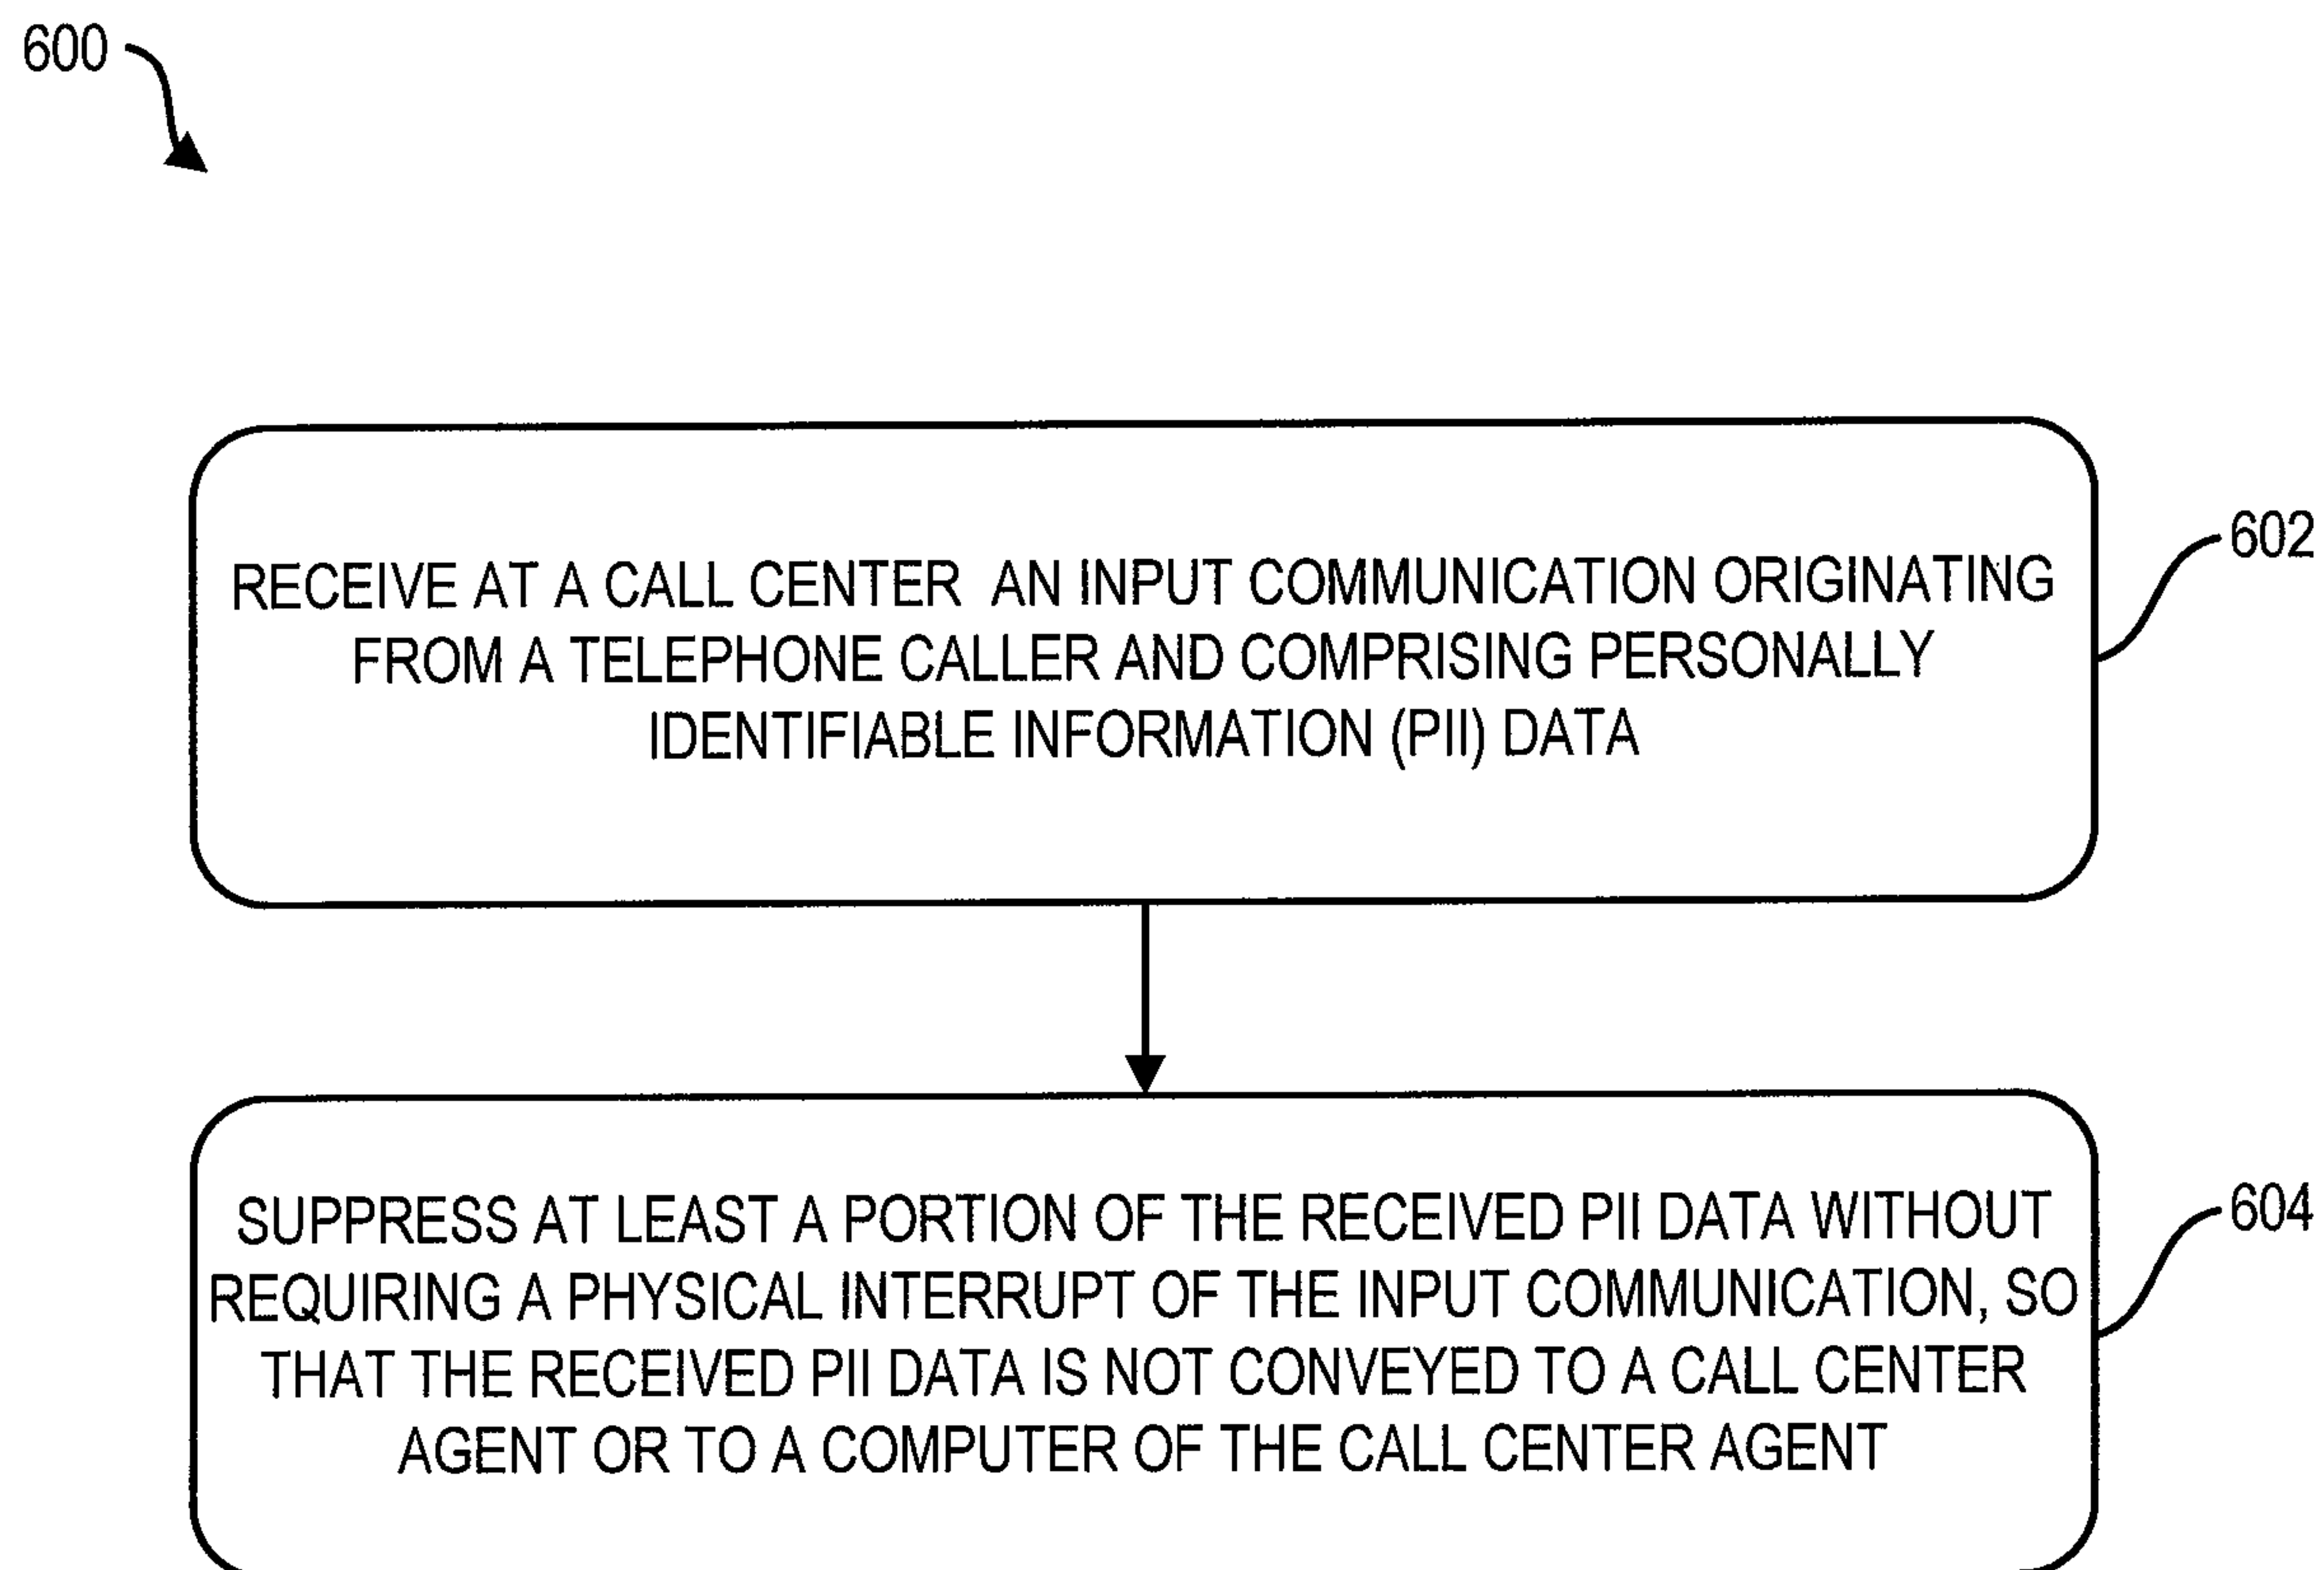 600
RECEIVE AT A CALL CENTER AN INPUT COMMUNICATION ORIGINATING
FROM A TELEPHONE CALLER AND COMPRISING PERSONALLY
IDENTIFIABLE INFORMATION (PII) DATA
602
SUPPRESS AT LEAST A PORTION OF THE RECEIVED PII DATA WITHOUT
REQUIRING A PHYSICAL INTERRUPT OF THE INPUT COMMUNICATION, SO
THAT THE RECEIVED PII DATA IS NOT CONVEYED TO A CALL CENTER
AGENT OR TO A COMPUTER OF THE CALL CENTER AGENT
604